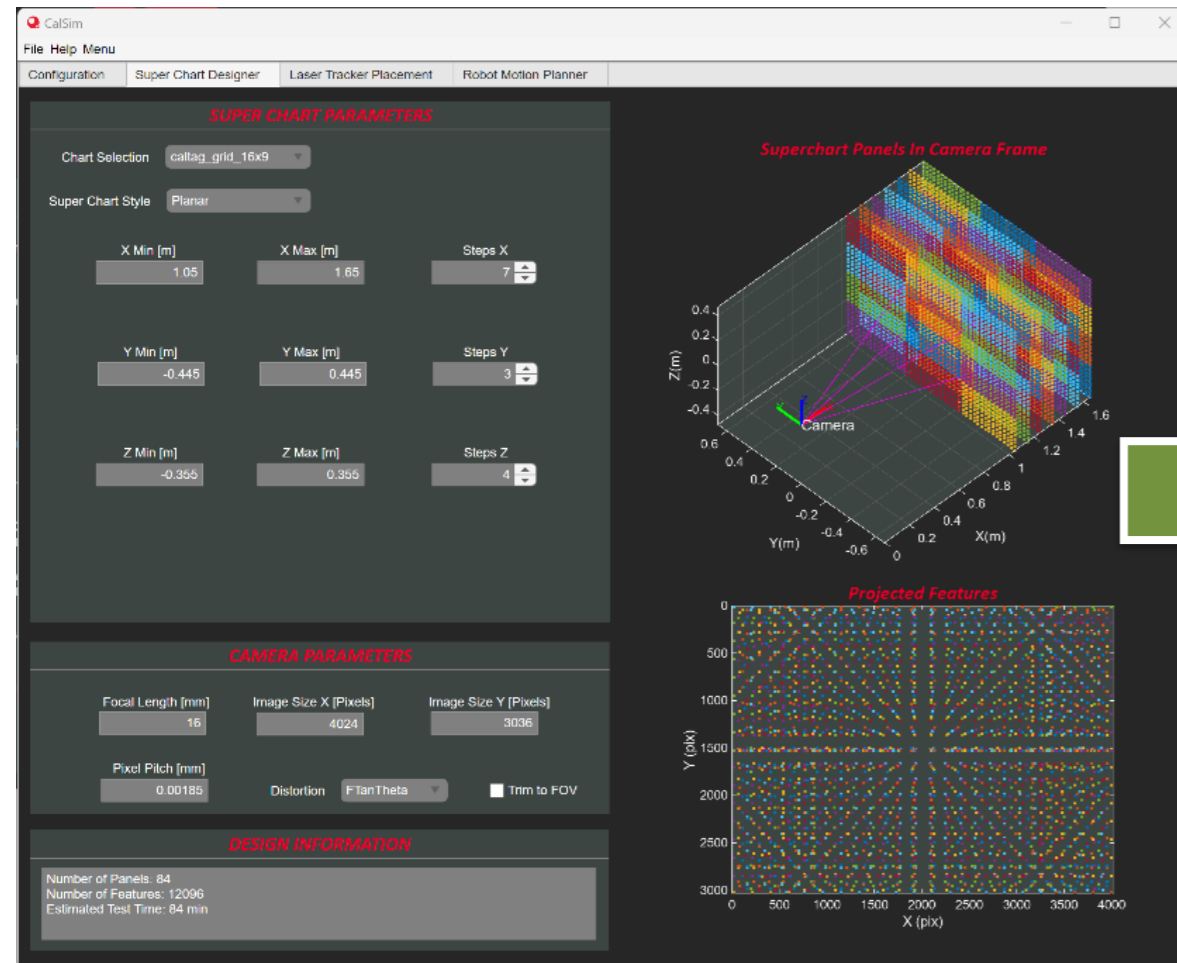 CalSim
File Help Menu
Configuration Super Chart Designer Laser Tracker Placement Robot Motion Planner
SUPER CHART PARAMETERS
Chart Selection caltag_grid_16x9
Super Chart Style Planar
X Min [m] X Max [m] Steps X
1.05 1.65 7
Y Min [m] Y Max [m] Steps Y
-0.445 0.445 3
Z Min [m] Z Max [m] Steps Z
-0.355 0.355 4
CAMERA PARAMETERS
Focal Length [mm] Image Size X [Pixels] Image Size Y [Pixels]
16 4024 3036
Pixel Pitch [mm]
0.00185 Distortion FTanTheta Trim to FOV
DESIGN INFORMATION
Number of Panels: 84
Number of Features: 12096
Estimated Test Time: 84 min
Superchart Panels In Camera Frame
0.4
0.2
0
-0.2
-0.4
Z(m)
Camera
0.6
0.4
0.2
0
-0.2
-0.4
-0.6
Y(m)
0
0.2
0.4
0.6
0.8
1
1.2
1.4
1.6
X(m)
Projected Features
0
500
1000
1500
2000
2500
3000
Y (pix)
0 500 1000 1500 2000 2500 3000 3500 4000
X (pix)